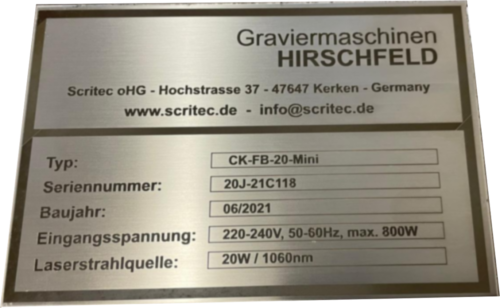 Graviermaschinen
HIRSCHFELD
Scritec oHG - Hochstrasse 37 - 47647 Kerken - Germany
www.scritec.de - info@scritec.de
Typ: CK-FB-20-Mini
Seriennummer: 20J-21C118
Baujahr: 06/2021
Eingangsspannung: 220-240V, 50-60Hz, max. 800W
Laserstrahlquelle: 20W / 1060nm